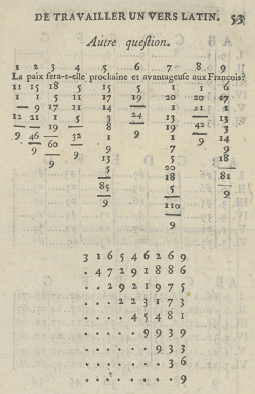 DE TRAVAILLER UN VERS LATIN. 53
Autre queſtion.
1 2 3 4 5 6 7 8 9
La paix ſera-t-elle prochaine et avantageuſe aux François?
11 15 18 5 15 5 1 1 6
1 1 5 11 17 19 20 20 17
9 17 11 14 1 21 1
12 21 1 5 3 24 13 13
9 46 19 32 8 9 19 42 3
9 60 9 1 1 9 14
9 9 7 9
13 5 18
5 20 81
85 18 9
9 5
110
9
3 1 6 5 4 6 2 6 9
. 4 7 2 9 1 8 8 6
. . 2 9 2 1 9 7 5
. . . 2 2 3 1 7 3
. . . . 4 5 4 8 1
. . . . . 9 9 3 9
. . . . . . 9 3 3
. . . . . . . 3 6
. . . . . . . . 9